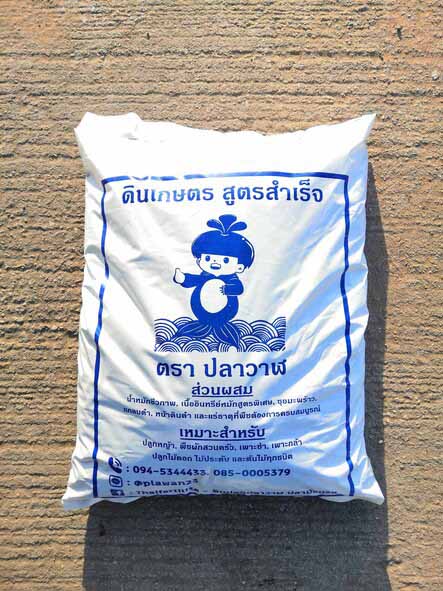 ดินเกษตร สูตรสำเร็จ
ตรา ปลาวาฬ
ส่วนผสม
น้ำหมักชีวภาพ, เนื้ออินทรีย์หมักสูตรพิเศษ, ขุยมะพร้าว,
แกลบดำ, หน้าดินดำ และแร่ธาตุที่พืชต้องการครบสมบูรณ์
เหมาะสำหรับ
ปลูกหญ้า, พืชผักสวนครัว, เพาะชำ, เพาะกล้า
ปลูกไม้ดอก ไม้ประดับ และต้นไม้ทุกชนิด
: 094-5344433, 085-0005379
: @plawan24